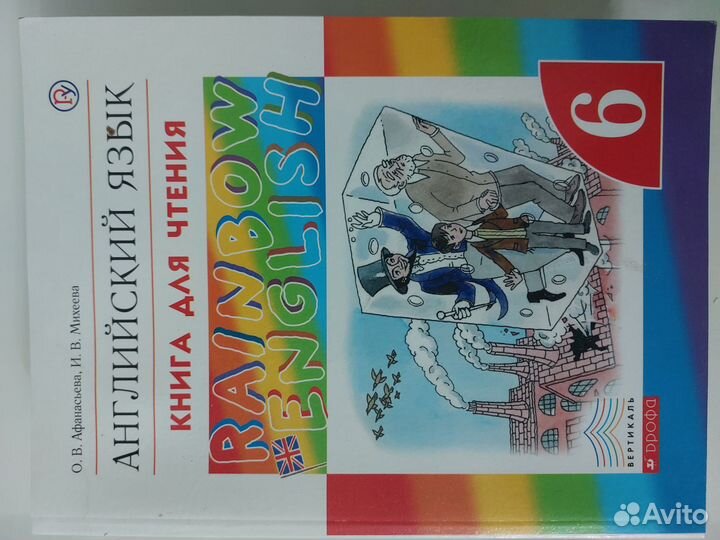 О. В. Афанасьева, И. В. Михеева
АНГЛИЙСКИЙ ЯЗЫК
КНИГА ДЛЯ ЧТЕНИЯ
RAINBOW
ENGLISH
6
ВЕРТИКАЛЬ
дрофа
Avito